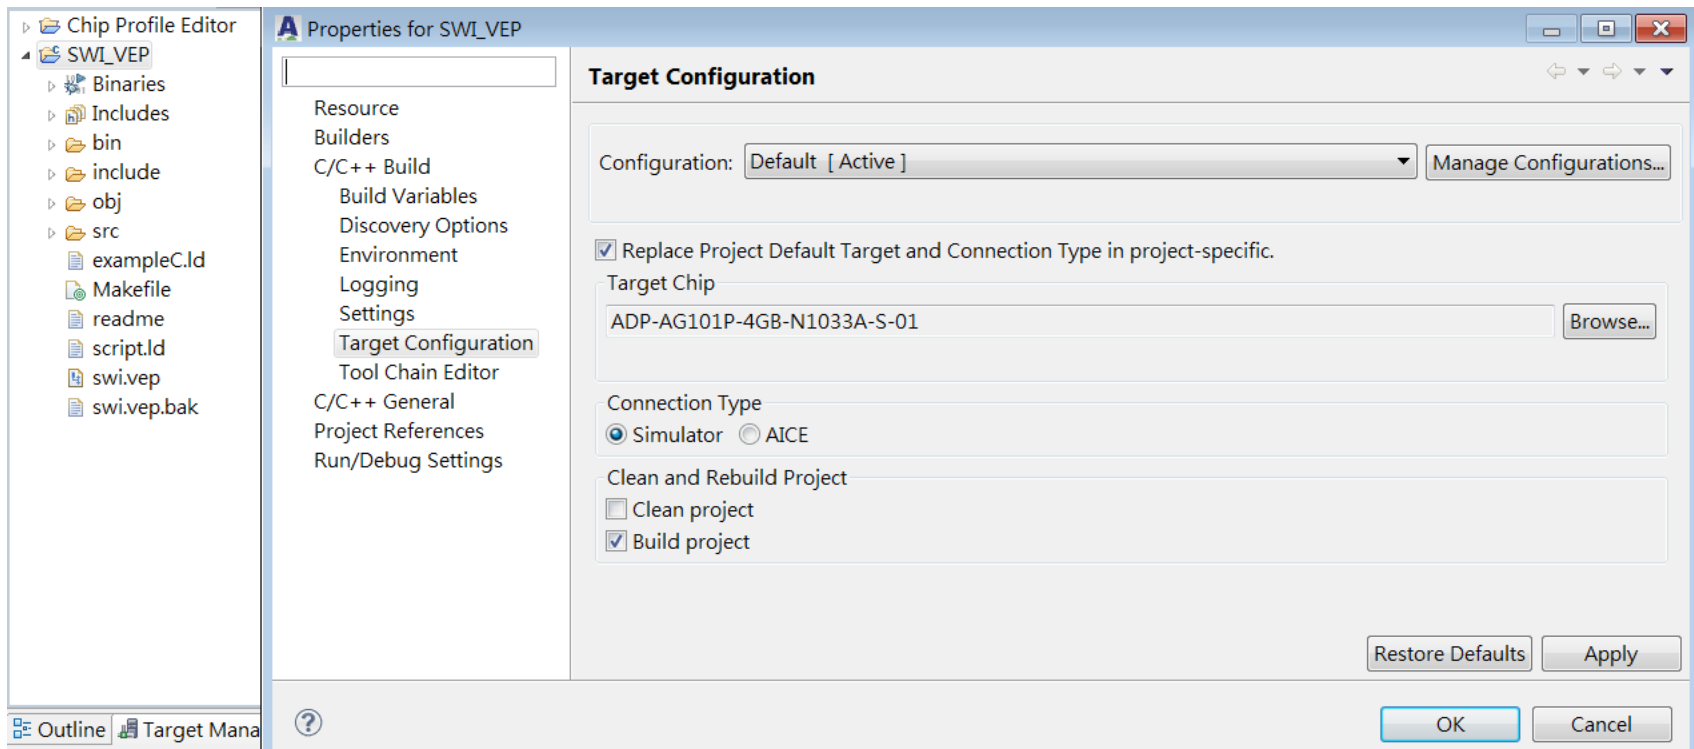 Chip Profile Editor
SWI_VEP
Binaries
Includes
bin
include
obj
src
exampleC.ld
Makefile
readme
script.ld
swi.vep
swi.vep.bak
Outline
Target Mana
Properties for SWI_VEP
Resource
Builders
C/C++ Build
Build Variables
Discovery Options
Environment
Logging
Settings
Target Configuration
Tool Chain Editor
C/C++ General
Project References
Run/Debug Settings
Target Configuration
Configuration: Default [ Active ] Manage Configurations...
Replace Project Default Target and Connection Type in project-specific.
Target Chip
ADP-AG101P-4GB-N1033A-S-01 Browse...
Connection Type
Simulator AICE
Clean and Rebuild Project
Clean project
Build project
Restore Defaults Apply
OK Cancel